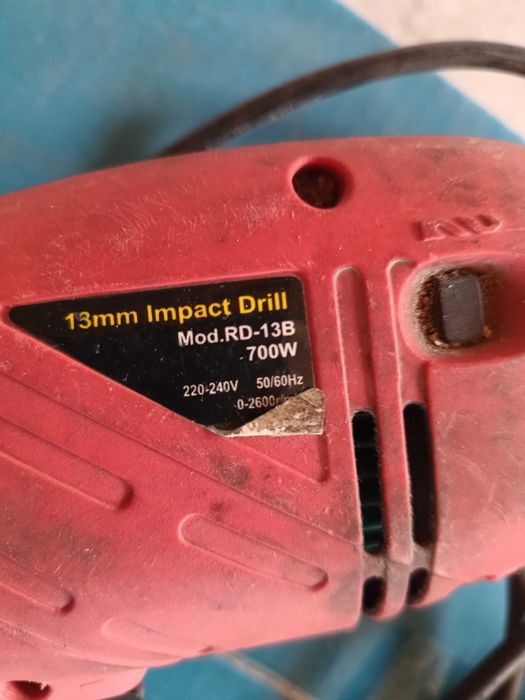 13mm Impact Drill
Mod.RD-13B
700W
220-240V 50/60Hz